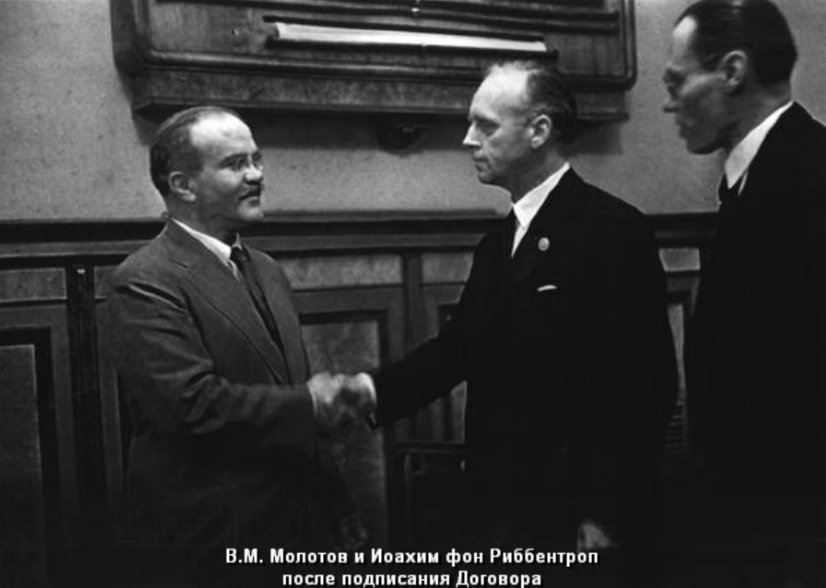 В.М. Молотов и Иоахим фон Риббентроп
после подписания Договора